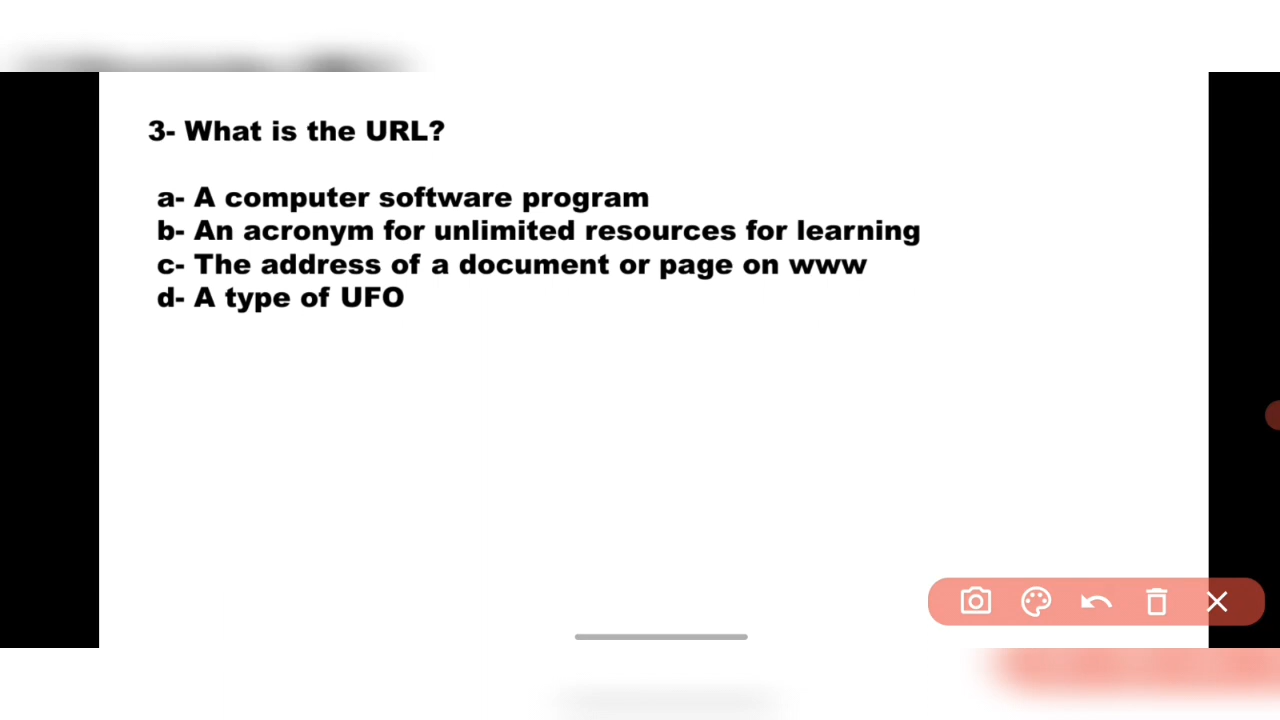 3- What is the URL?
a- A computer software program
b- An acronym for unlimited resources for learning
c- The address of a document or page on www
d- A type of UFO